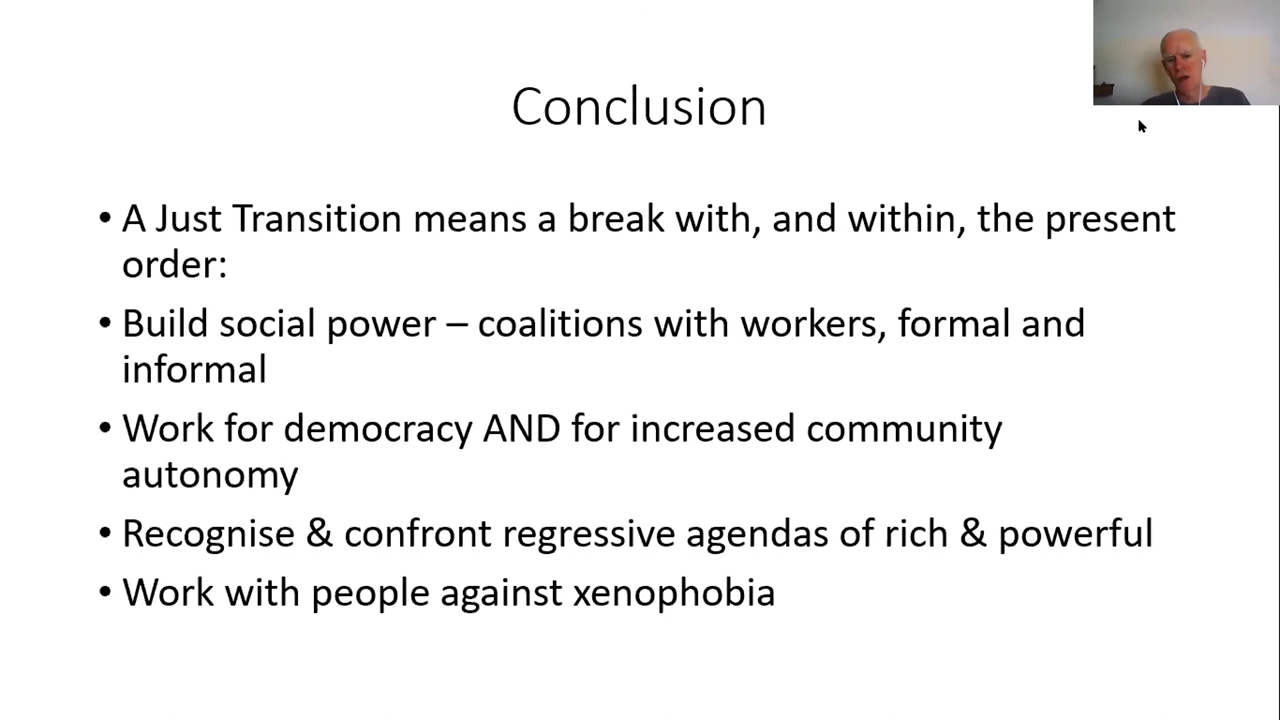 Conclusion
• A Just Transition means a break with, and within, the present
order:
• Build social power – coalitions with workers, formal and
informal
• Work for democracy AND for increased community
autonomy
• Recognise & confront regressive agendas of rich & powerful
• Work with people against xenophobia